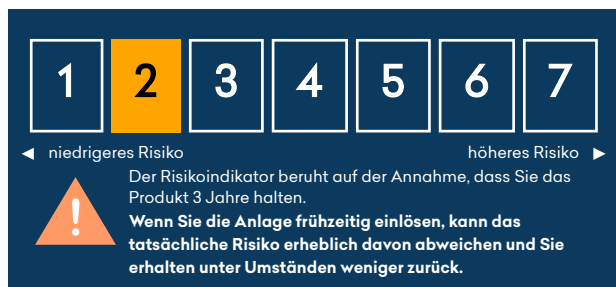 1 2 3 4 5 6 7
◄ niedrigeres Risiko höheres Risiko ►
Der Risikoindikator beruht auf der Annahme, dass Sie das
Produkt 3 Jahre halten.
Wenn Sie die Anlage frühzeitig einlösen, kann das
tatsächliche Risiko erheblich davon abweichen und Sie
erhalten unter Umständen weniger zurück.
!